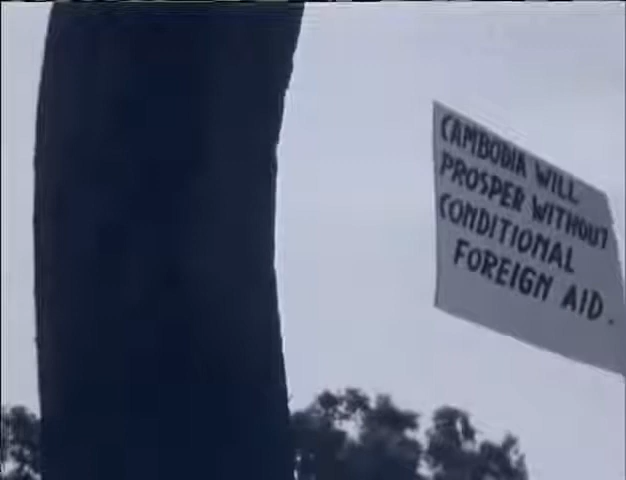 CAMBODIA WILL
PROSPER WITHOUT
CONDITIONAL
FOREIGN AID.